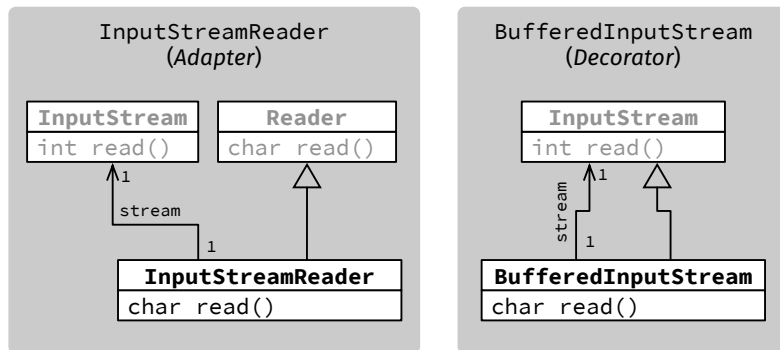 InputStreamReader
(Adapter)
InputStream
int read()
Reader
char read()
1
stream
1
InputStreamReader
char read()
BufferedInputStream
(Decorator)
InputStream
int read()
1
stream
1
BufferedInputStream
char read()